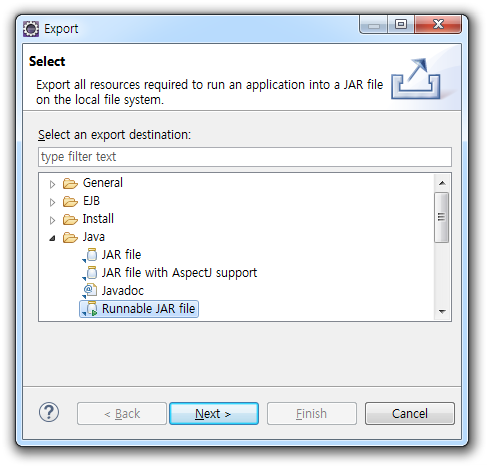 Export
Select
Export all resources required to run an application into a JAR file
on the local file system.
Select an export destination:
type filter text
General
EJB
Install
Java
JAR file
JAR file with AspectJ support
Javadoc
Runnable JAR file
? < Back Next > Finish Cancel